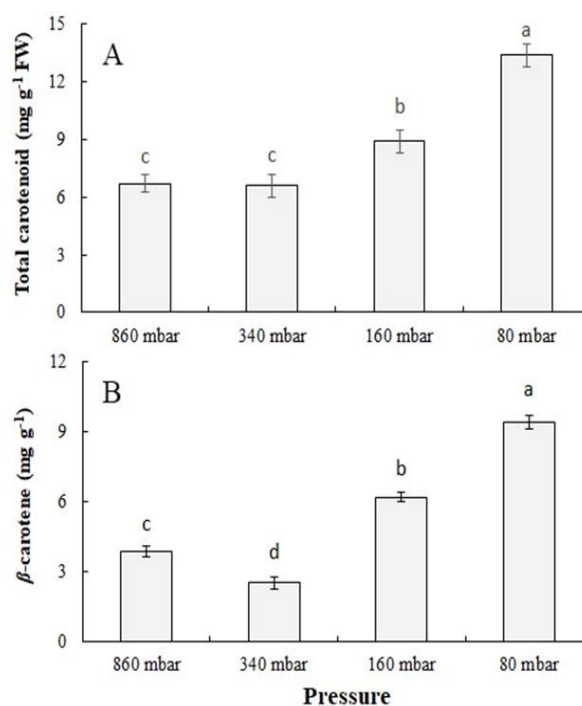 A
Total carotenoid (mg g⁻¹ FW)
15
12
9
6
3
0
c
c
b
a
860 mbar 340 mbar 160 mbar 80 mbar
B
β-carotene (mg g⁻¹)
12
9
6
3
0
c
d
b
a
860 mbar 340 mbar 160 mbar 80 mbar
Pressure